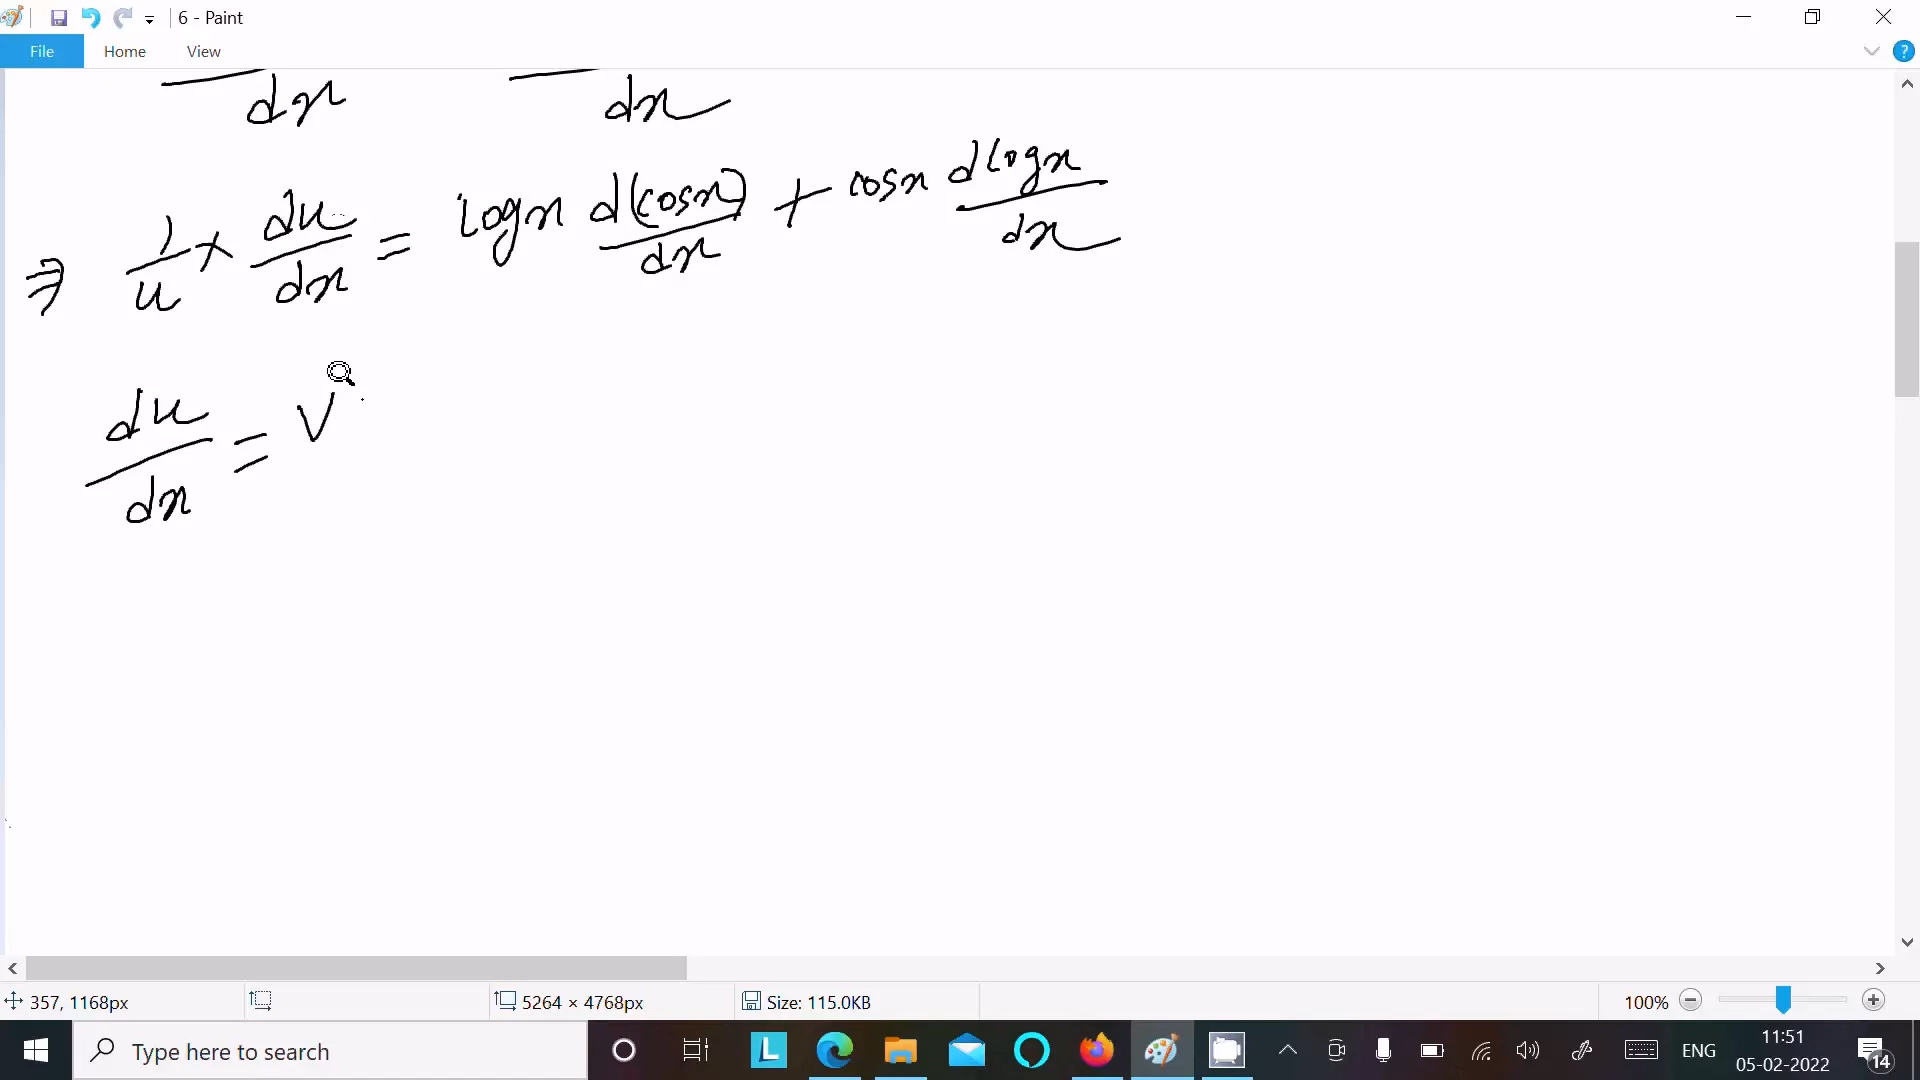 6 - Paint
File Home View
dx dx
⇒ 1/u × du/dx = logx d(cosx)/dx + cosx dlogx/dx
du/dx = V
357, 1168px 5264 × 4768px Size: 115.0KB 100%
Type here to search
L
ENG
11:51
05-02-2022
14